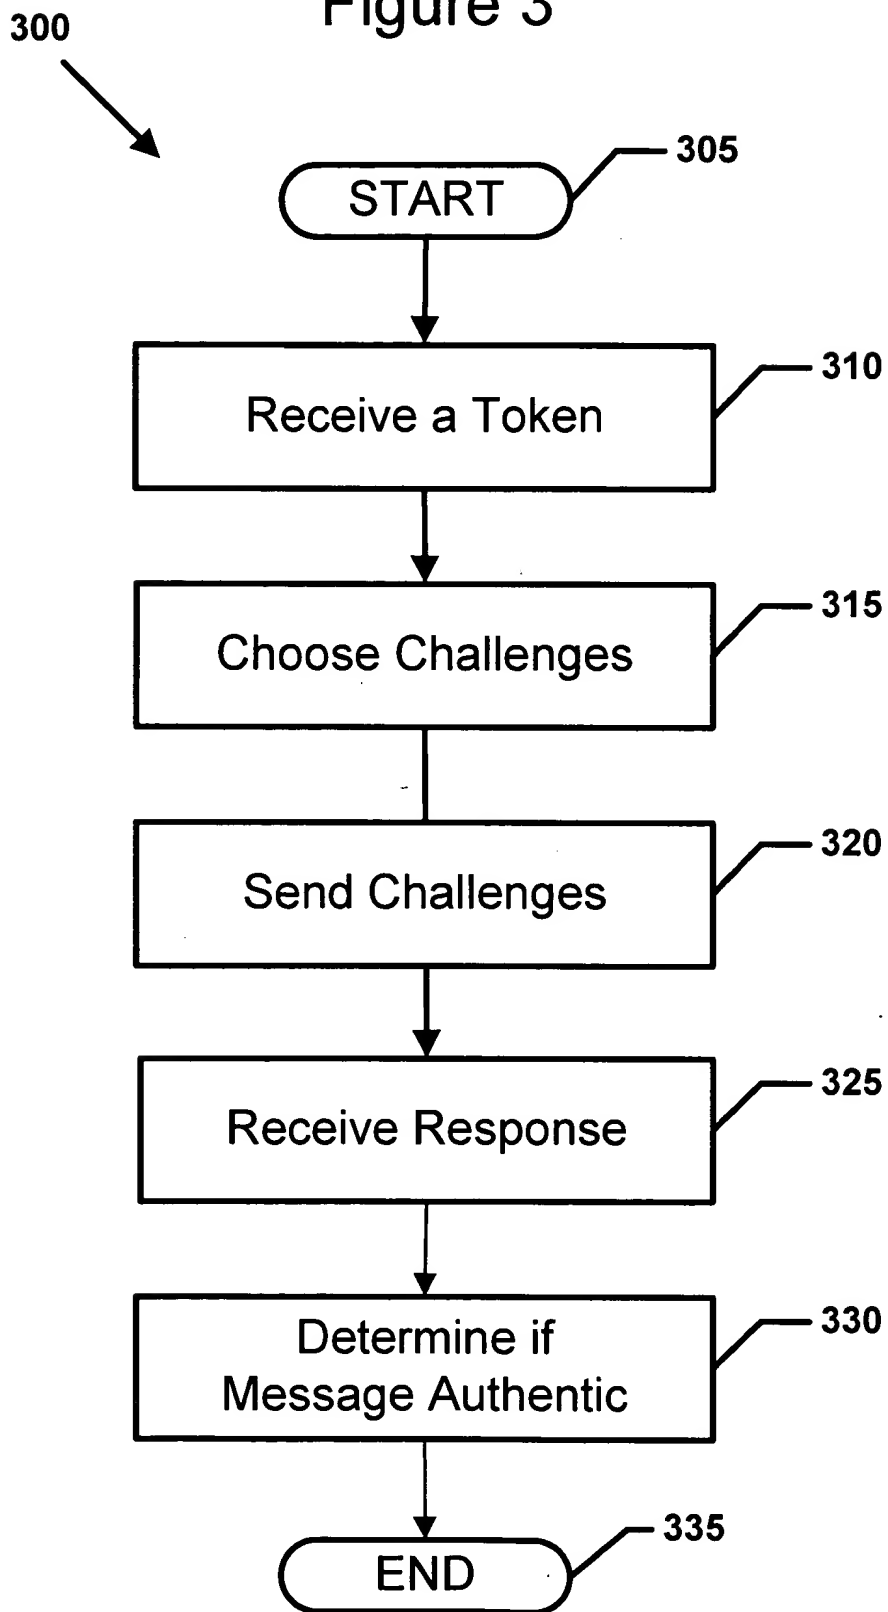 Figure 3
300
START
305
Receive a Token
310
Choose Challenges
315
Send Challenges
320
Receive Response
325
Determine if
Message Authentic
330
END
335